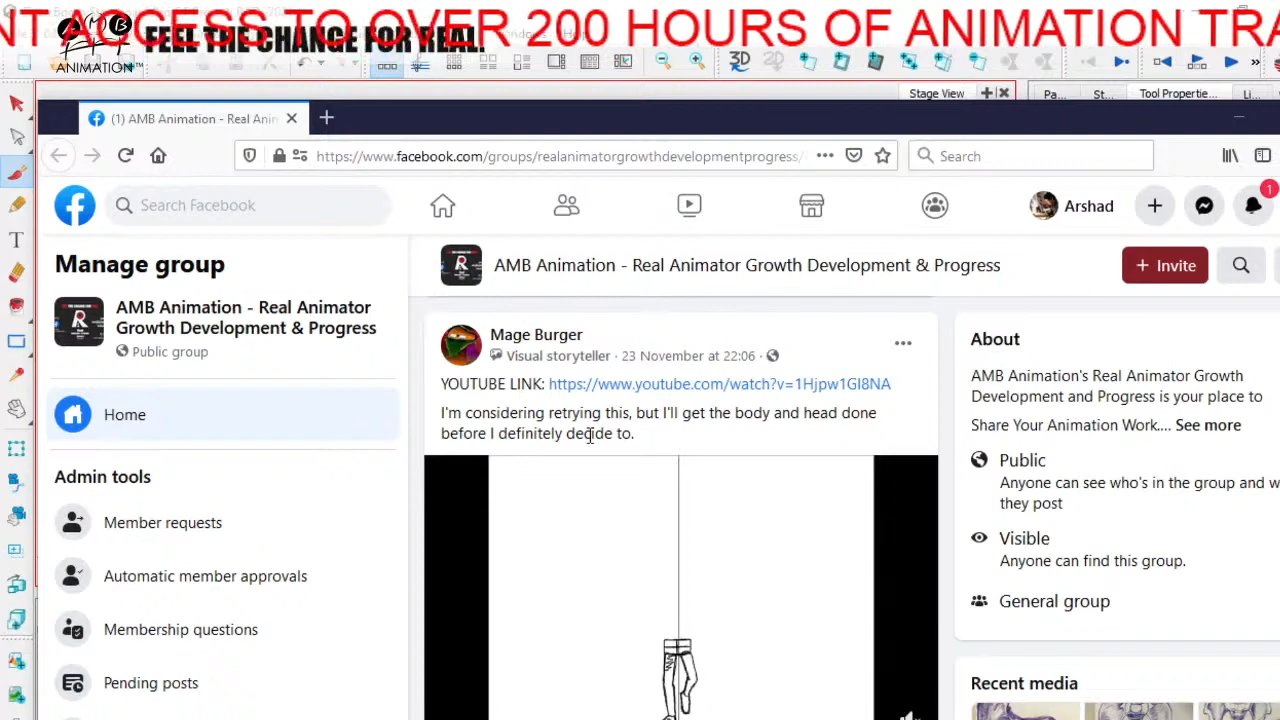 NT ACCESS TO OVER 200 HOURS OF ANIMATION TRA
AMB
ANIMATION™
FEEL THE CHANGE FOR REAL.
3D
2D
Stage View
Pa...
St...
Tool Propertie...
Li...
(1) AMB Animation - Real Anim
https://www.facebook.com/groups/realanimatorgrowthdevelopmentprogress/
Search
Search Facebook
Arshad
1
Manage group
AMB Animation - Real Animator
Growth Development & Progress
Public group
Home
Admin tools
Member requests
Automatic member approvals
Membership questions
Pending posts
AMB Animation - Real Animator Growth Development & Progress
+ Invite
Mage Burger
Visual storyteller · 23 November at 22:06 ·
YOUTUBE LINK: https://www.youtube.com/watch?v=1Hjpw1GI8NA
I'm considering retrying this, but I'll get the body and head done
before I definitely decide to.
About
AMB Animation's Real Animator Growth
Development and Progress is your place to
Share Your Animation Work.... See more
Public
Anyone can see who's in the group and w
they post
Visible
Anyone can find this group.
General group
Recent media